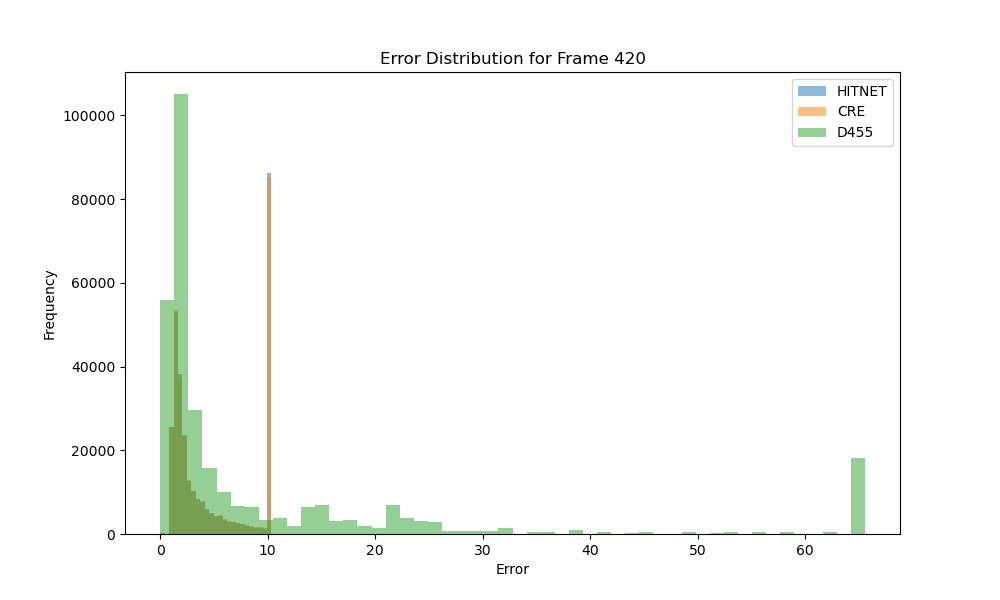 Error Distribution for Frame 420
HITNET
CRE
D455
100000
80000
60000
40000
20000
0
Frequency
0 10 20 30 40 50 60
Error